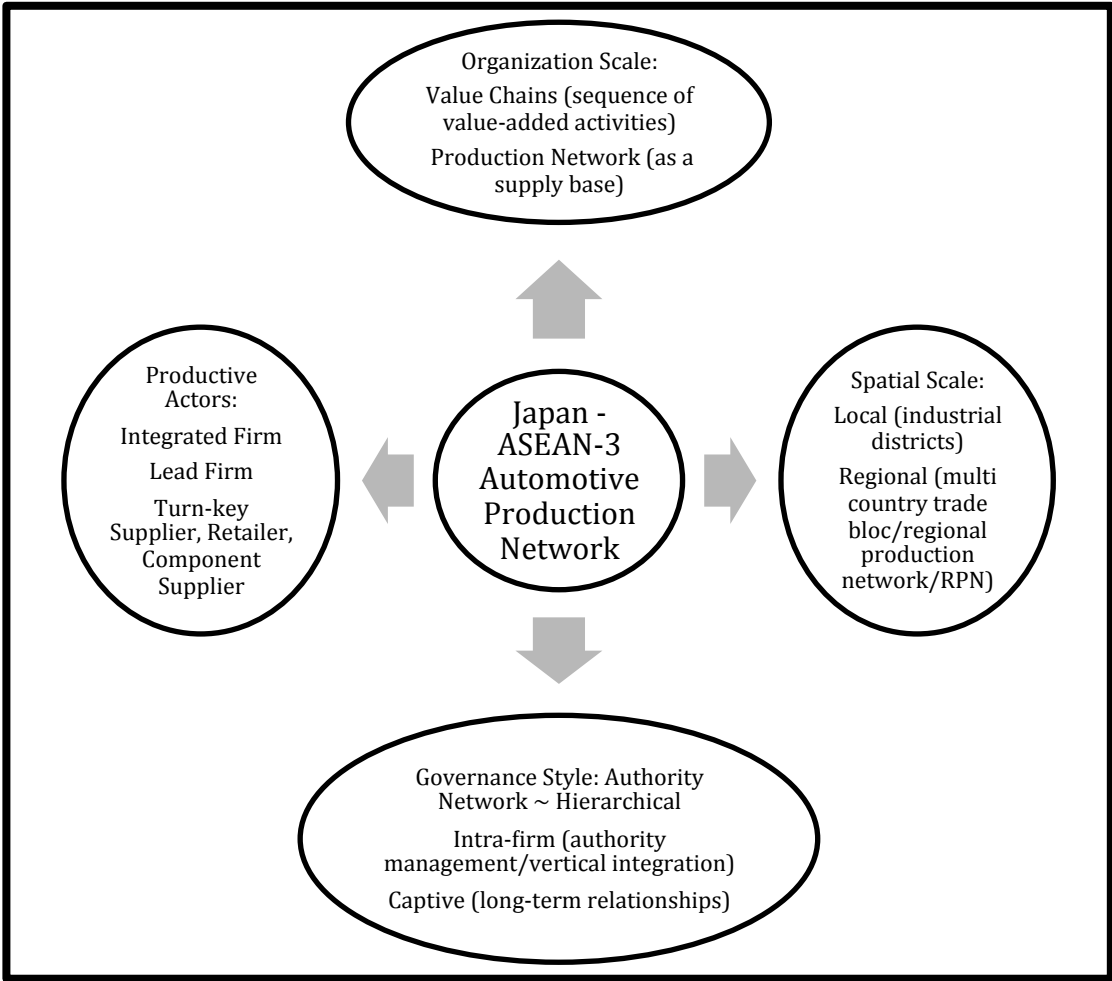 Organization Scale:
Value Chains (sequence of
value-added activities)
Production Network (as a
supply base)
Productive
Actors:
Integrated Firm
Lead Firm
Turn-key
Supplier, Retailer,
Component
Supplier
Japan -
ASEAN-3
Automotive
Production
Network
Spatial Scale:
Local (industrial
districts)
Regional (multi
country trade
bloc/regional
production
network/RPN)
Governance Style: Authority
Network ~ Hierarchical
Intra-firm (authority
management/vertical integration)
Captive (long-term relationships)